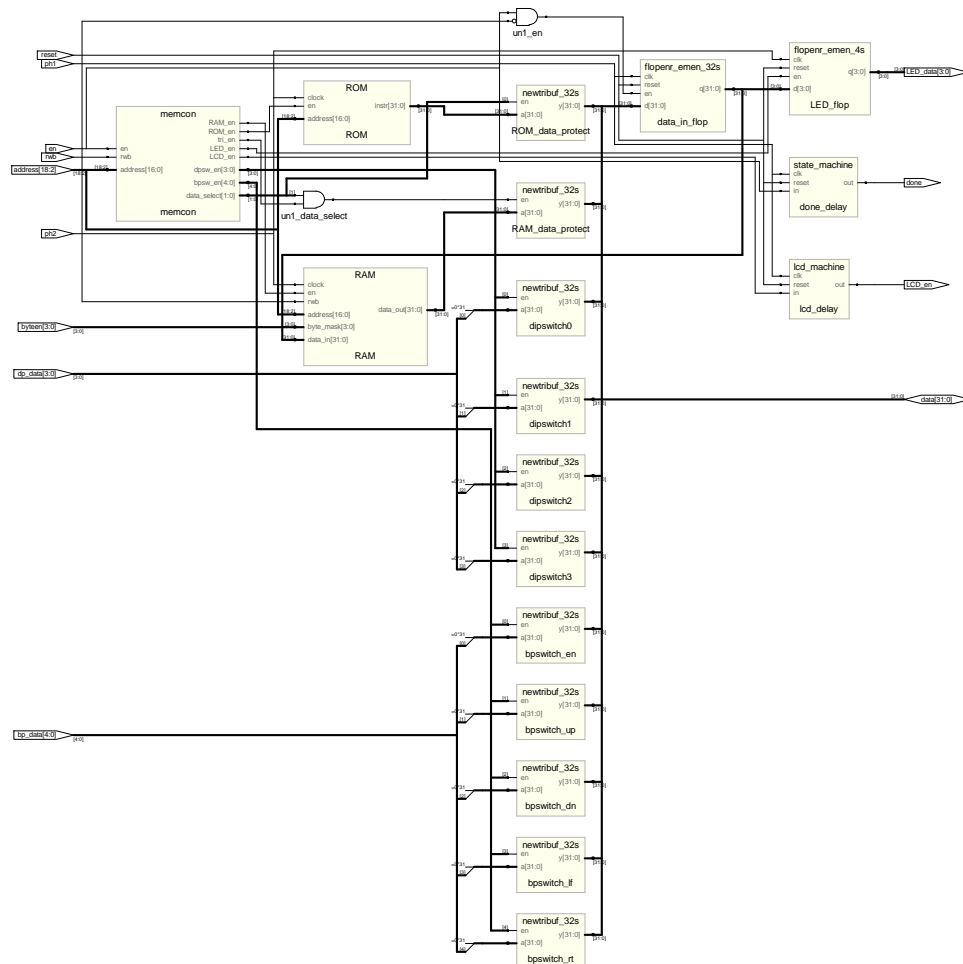 un1_en
reset
ph1
en
rwb
address[18:2]
[18:2]
ph2
byteen[3:0]
[3:0]
dp_data[3:0]
[3:0]
bp_data[4:0]
[4:0]
memcon
RAM_en
ROM_en
tri_en
LED_en
LCD_en
dpsw_en[3:0]
bpsw_en[4:0]
data_select[1:0]
en
rwb
address[16:0]
memcon
ROM
clock
en
address[16:0]
instr[31:0]
ROM
un1_data_select
RAM
clock
en
rwb
address[16:0]
byte_mask[3:0]
data_in[31:0]
data_out[31:0]
RAM
newtribuf_32s
en
a[31:0]
y[31:0]
ROM_data_protect
newtribuf_32s
en
a[31:0]
y[31:0]
RAM_data_protect
newtribuf_32s
en
a[31:0]
y[31:0]
dipswitch0
newtribuf_32s
en
a[31:0]
y[31:0]
dipswitch1
newtribuf_32s
en
a[31:0]
y[31:0]
dipswitch2
newtribuf_32s
en
a[31:0]
y[31:0]
dipswitch3
newtribuf_32s
en
a[31:0]
y[31:0]
bpswitch_en
newtribuf_32s
en
a[31:0]
y[31:0]
bpswitch_up
newtribuf_32s
en
a[31:0]
y[31:0]
bpswitch_dn
newtribuf_32s
en
a[31:0]
y[31:0]
bpswitch_lf
newtribuf_32s
en
a[31:0]
y[31:0]
bpswitch_rt
flopenr_emen_32s
clk
reset
en
d[31:0]
q[31:0]
data_in_flop
flopenr_emen_4s
clk
reset
en
d[3:0]
q[3:0]
LED_flop
state_machine
clk
reset
in
out
done_delay
lcd_machine
clk
reset
in
out
lcd_delay
LED_data[3:0]
done
LCD_en
data[31:0]